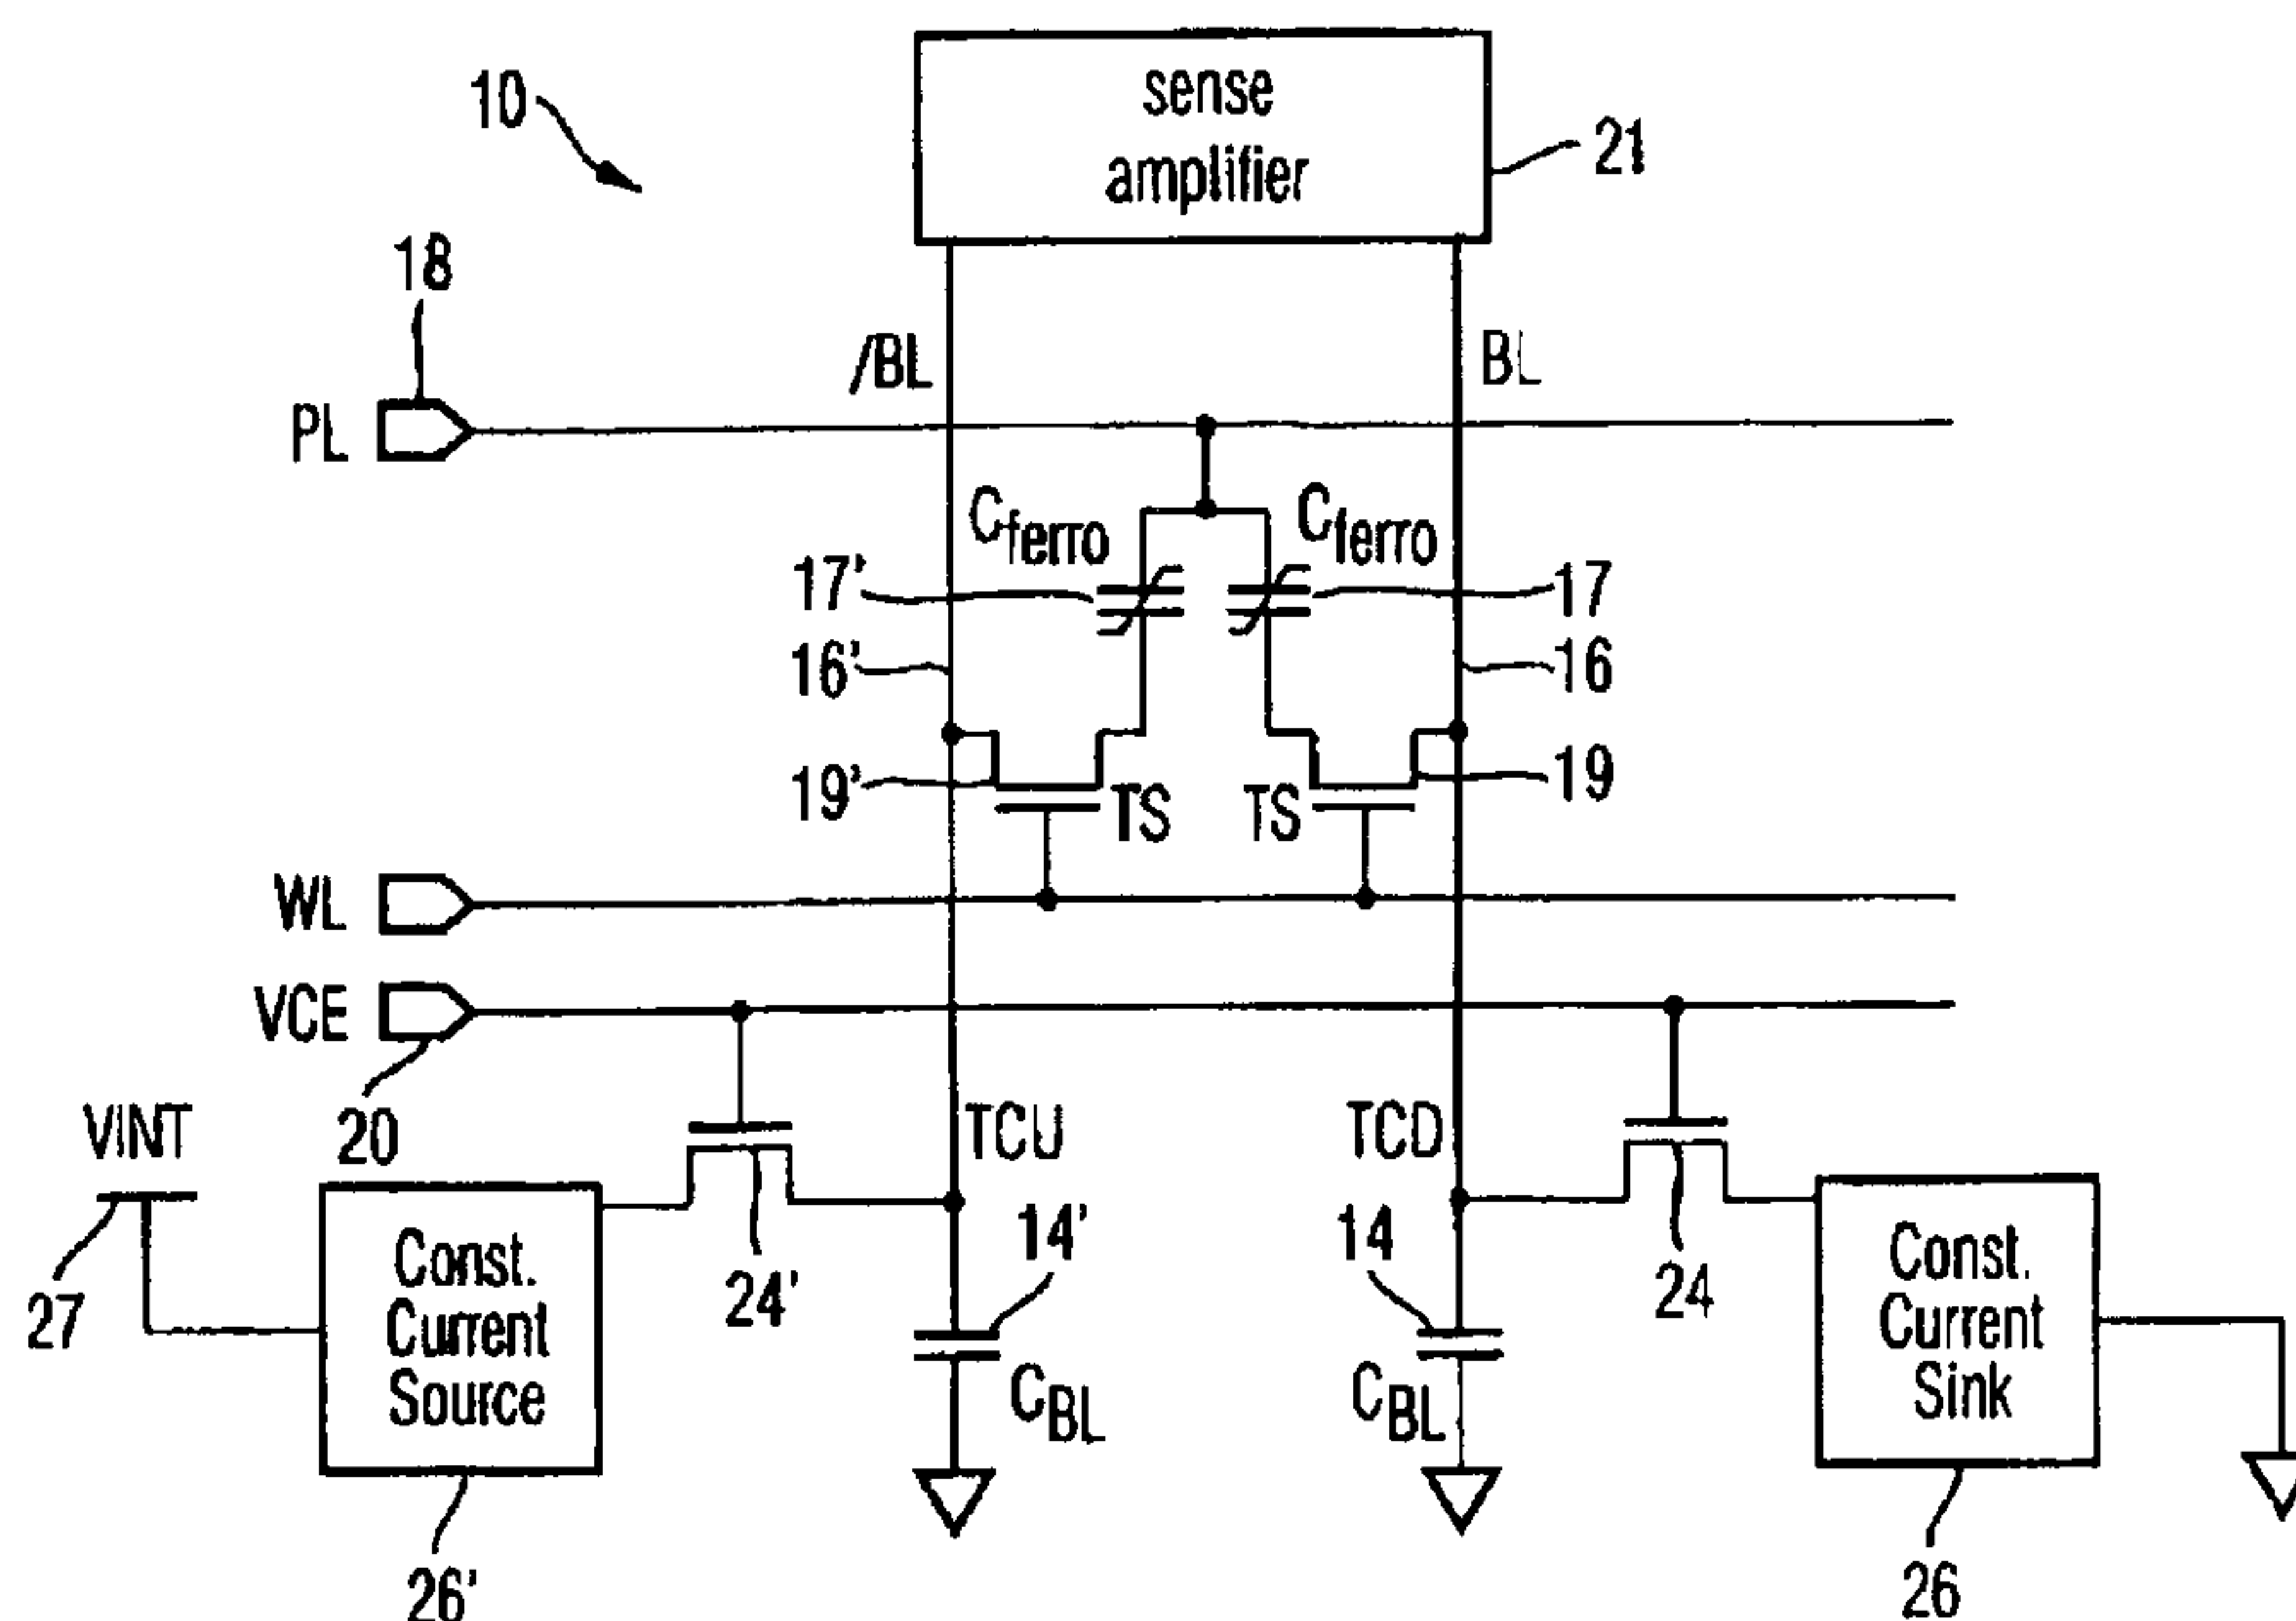 sense
amplifier
10
21
18
/BL
BL
PL
Cferro
Cferro
17'
17
16'
16
19'
TS
TS
19
WL
VCE
VINT
20
TCU
TCD
14'
14
27
24'
24
Const.
Current
Source
Const.
Current
Sink
CBL
CBL
26'
26